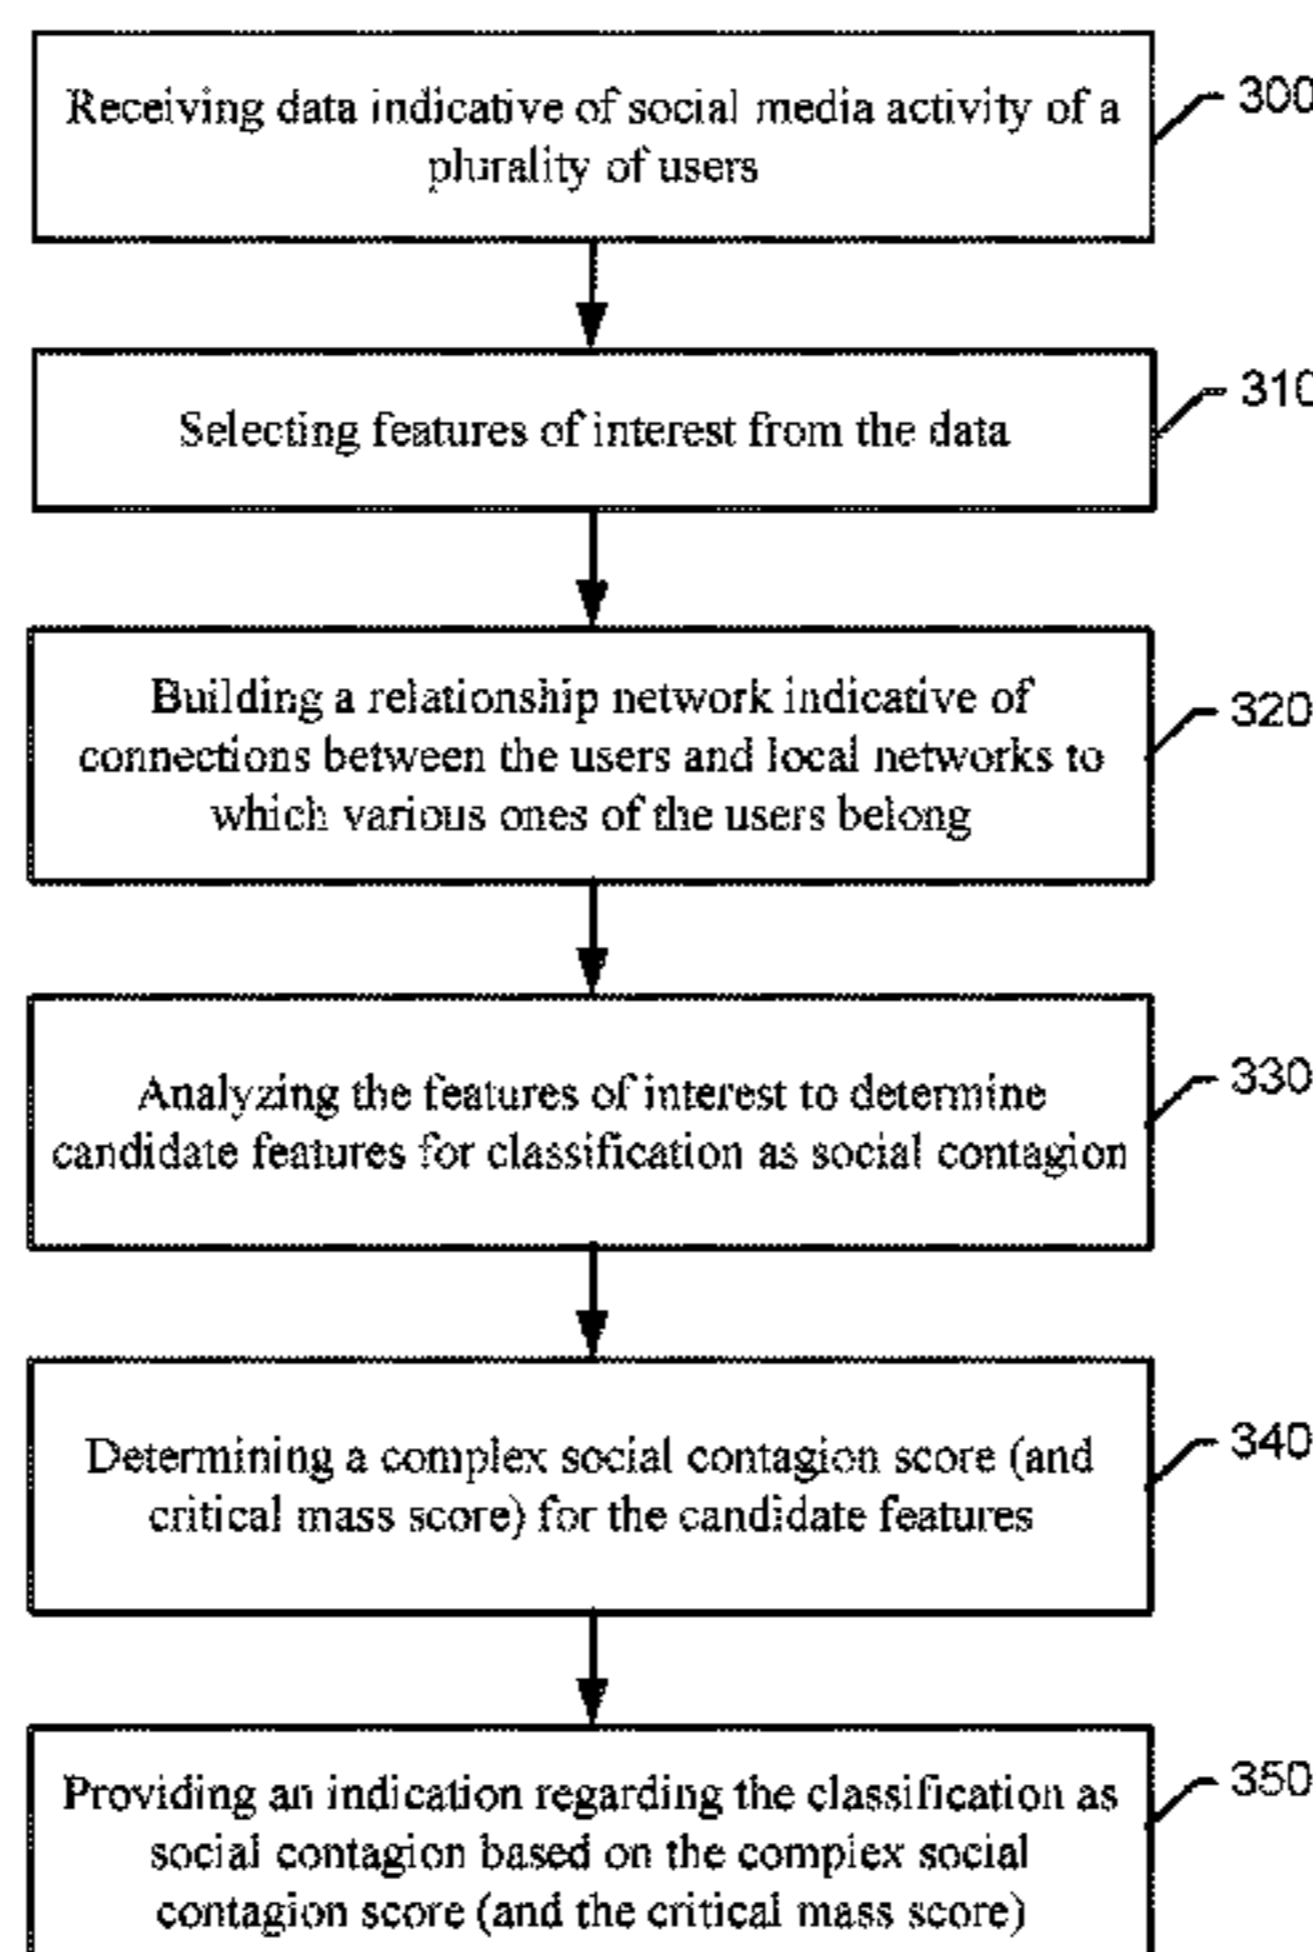 Receiving data indicative of social media activity of a
plurality of users
300
Selecting features of interest from the data
310
Building a relationship network indicative of
connections between the users and local networks to
which various ones of the users belong
320
Analyzing the features of interest to determine
candidate features for classification as social contagion
330
Determining a complex social contagion score (and
critical mass score) for the candidate features
340
Providing an indication regarding the classification as
social contagion based on the complex social
contagion score (and the critical mass score)
350